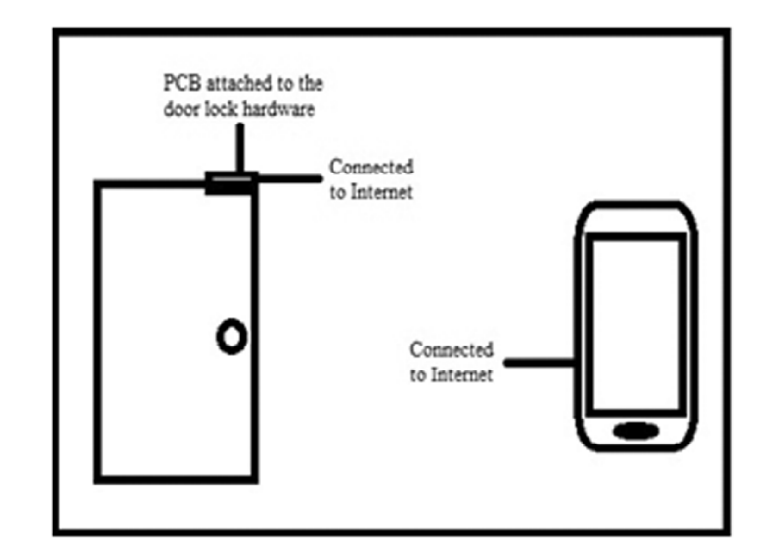 PCB attached to the
door lock hardware
Connected
to Internet
Connected
to Internet